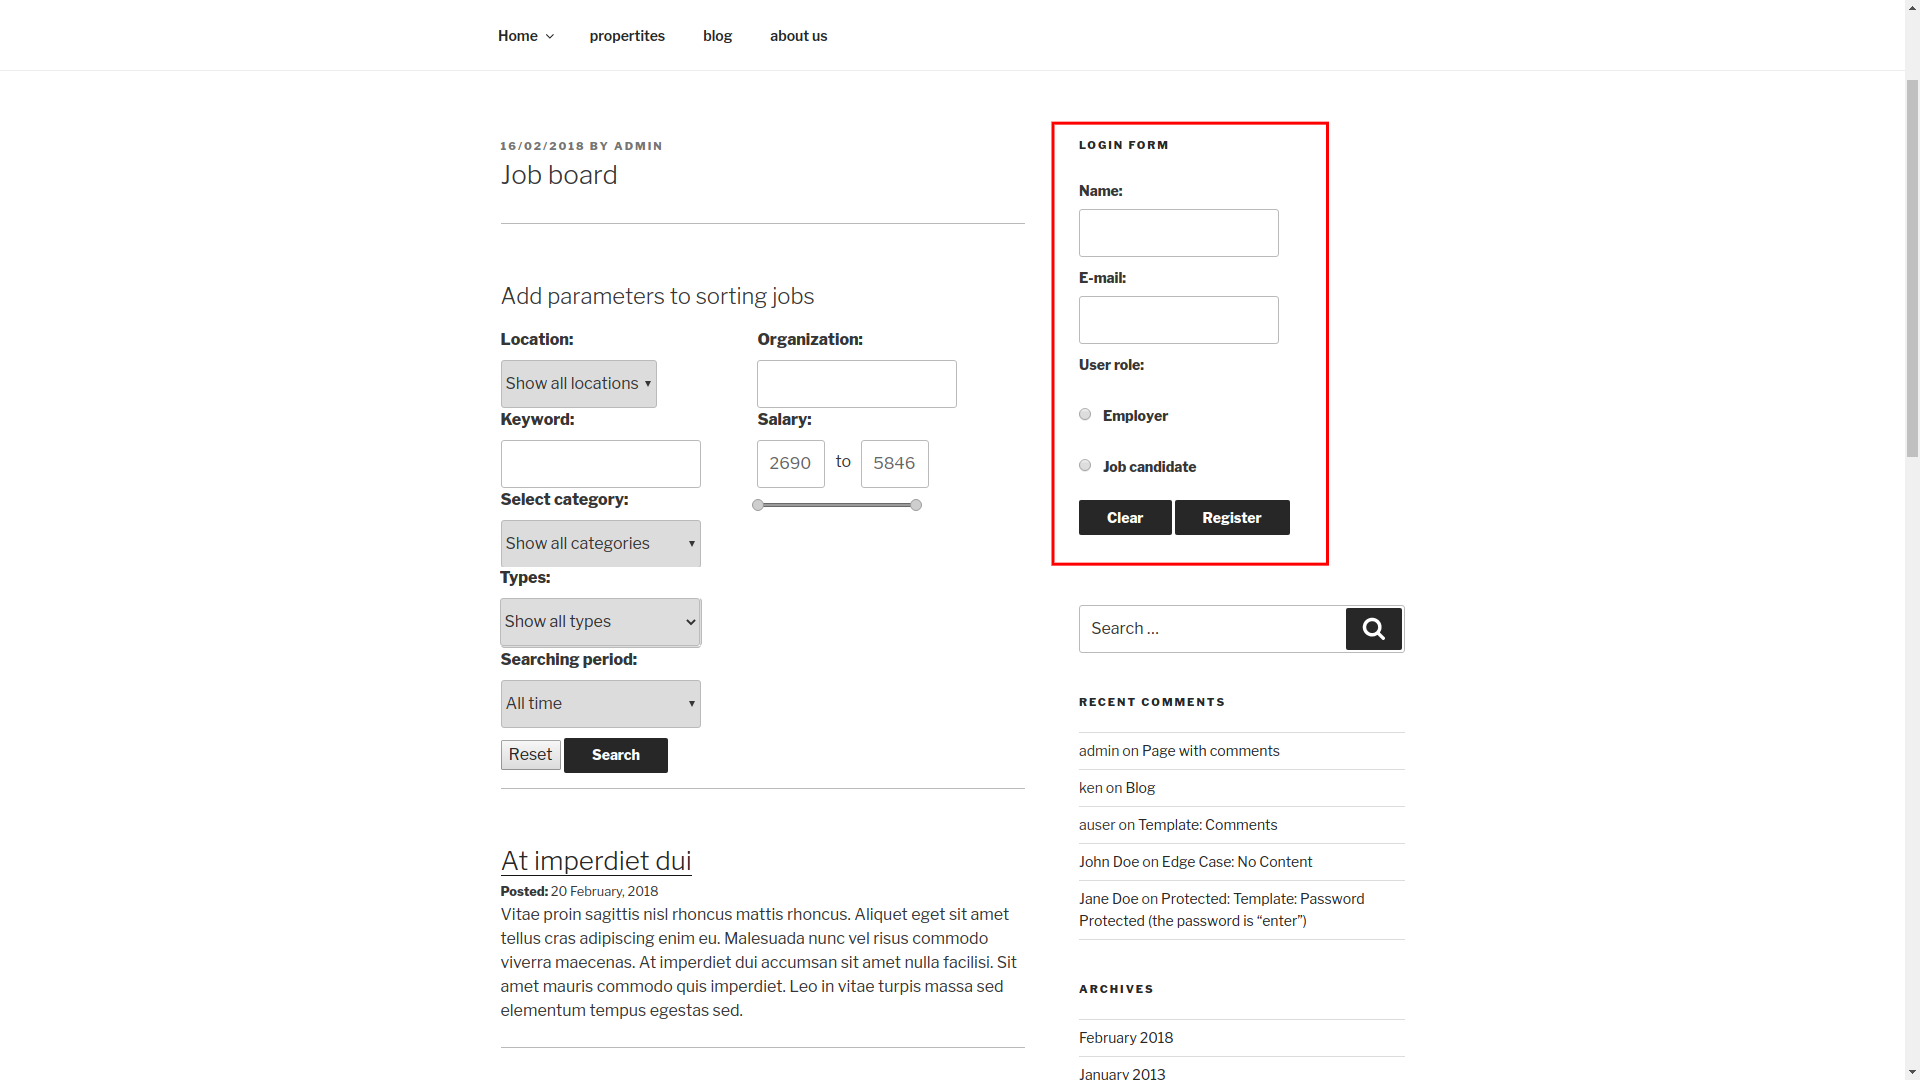 Home propertites blog about us
16/02/2018 BY ADMIN
Job board
Add parameters to sorting jobs
Location:
Show all locations
Organization:
Keyword:
Salary:
2690 to 5846
Select category:
Show all categories
Types:
Show all types
Searching period:
All time
Reset Search
At imperdiet dui
Posted: 20 February, 2018
Vitae proin sagittis nisl rhoncus mattis rhoncus. Aliquet eget sit amet
tellus cras adipiscing enim eu. Malesuada nunc vel risus commodo
viverra maecenas. At imperdiet dui accumsan sit amet nulla facilisi. Sit
amet mauris commodo quis imperdiet. Leo in vitae turpis massa sed
elementum tempus egestas sed.
LOGIN FORM
Name:
E-mail:
User role:
Employer
Job candidate
Clear Register
Search …
RECENT COMMENTS
admin on Page with comments
ken on Blog
auser on Template: Comments
John Doe on Edge Case: No Content
Jane Doe on Protected: Template: Password
Protected (the password is “enter”)
ARCHIVES
February 2018
January 2013